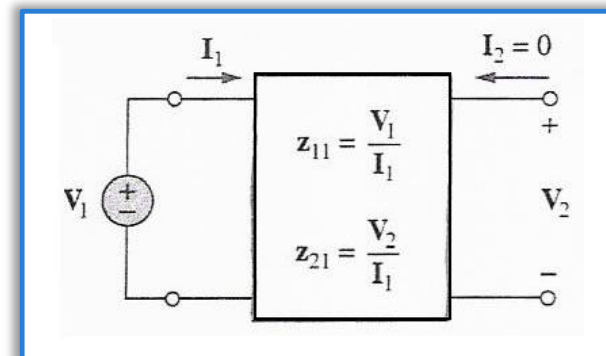 I₁ I₂ = 0
z₁₁ = V₁/I₁
+
V₁ + − V₂
z₂₁ = V₂/I₁
−